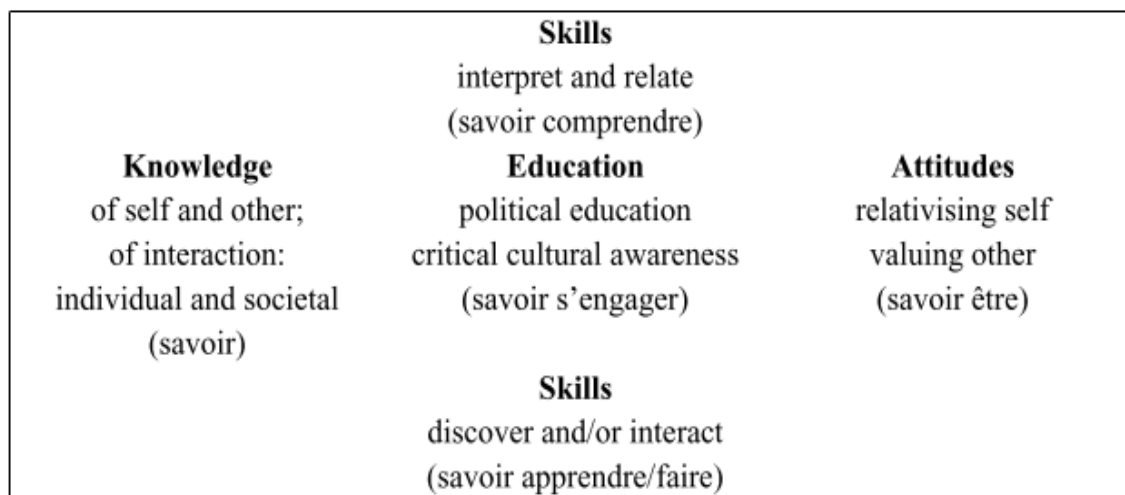 Skills
interpret and relate
(savoir comprendre)
Knowledge
of self and other;
of interaction:
individual and societal
(savoir)
Education
political education
critical cultural awareness
(savoir s’engager)
Attitudes
relativising self
valuing other
(savoir être)
Skills
discover and/or interact
(savoir apprendre/faire)